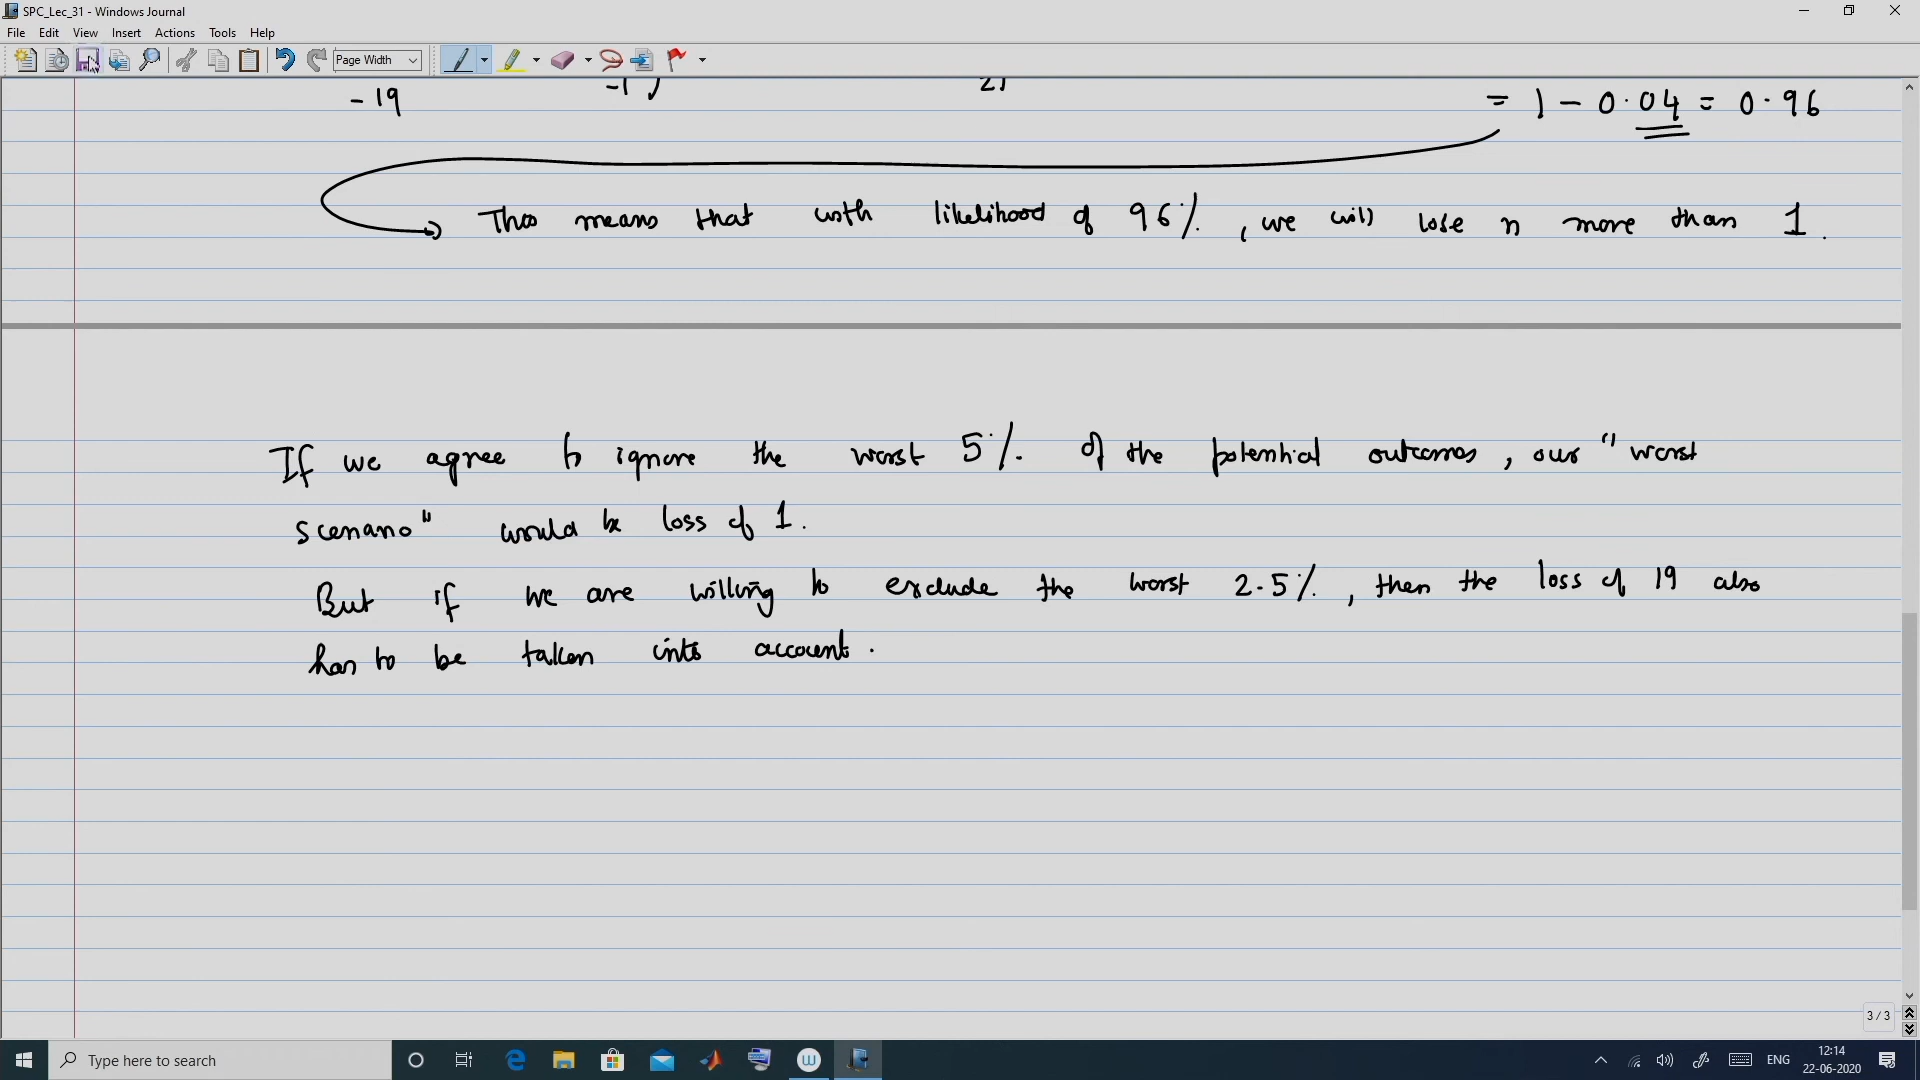 SPC_Lec_31 - Windows Journal
File Edit View Insert Actions Tools Help
Page Width
- 19
= 1 - 0.04 = 0.96
This means that with likelihood of 96%, we will lose n more than 1.
If we agree to ignore the worst 5% of the potential outcomes, our "worst
scenario" would be loss of 1.
But if we are willing to exclude the worst 2.5%, then the loss of 19 also
has to be taken into account.
3 / 3
Type here to search
ENG
12:14
22-06-2020